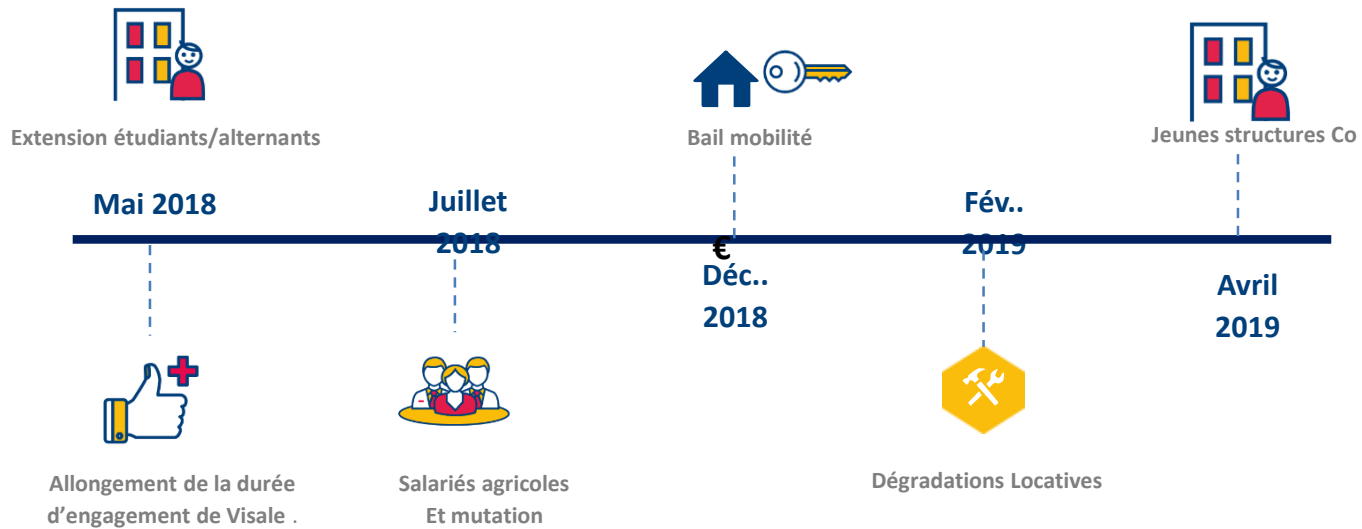 Extension étudiants/alternants
Bail mobilité
Jeunes structures Co
Mai 2018
Juillet
2018
€
Déc..
2018
Fév..
2019
Avril
2019
Allongement de la durée
d'engagement de Visale .
Salariés agricoles
Et mutation
Dégradations Locatives